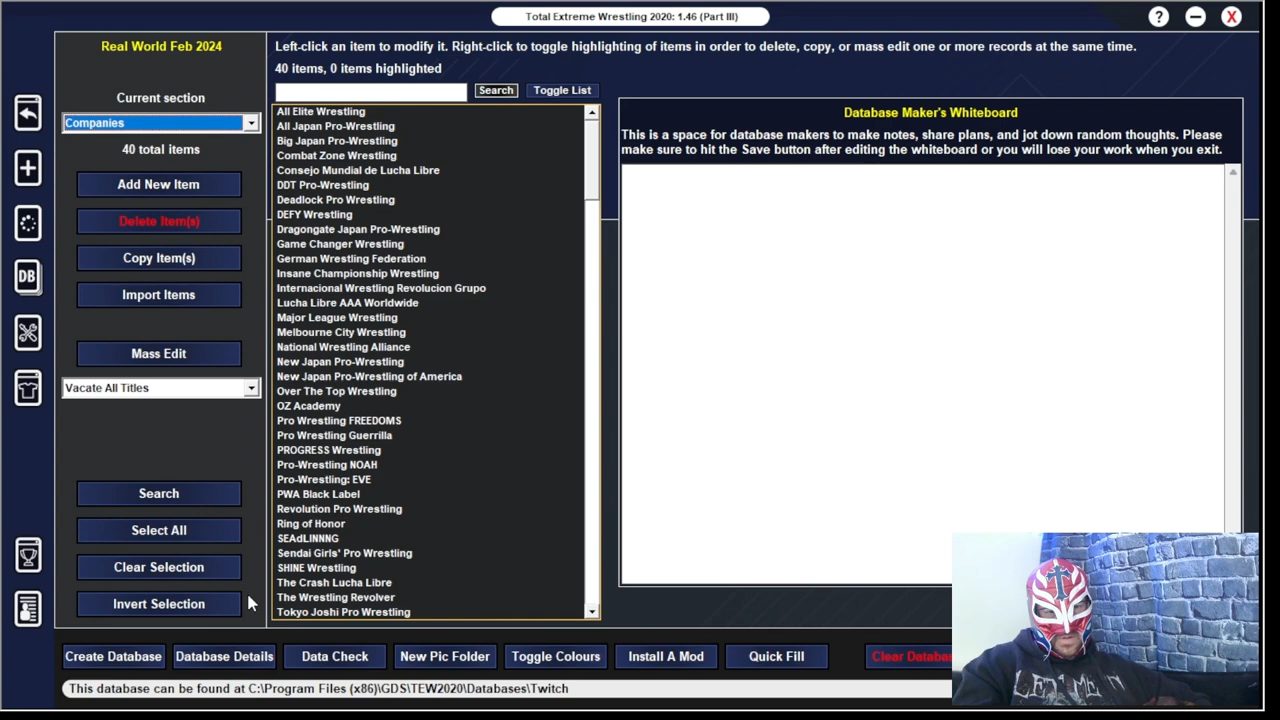 Total Extreme Wrestling 2020: 1.46 (Part III)
?
X
Real World Feb 2024
Left-click an item to modify it. Right-click to toggle highlighting of items in order to delete, copy, or mass edit one or more records at the same time.
40 items, 0 items highlighted
Search
Toggle List
Current section
Companies
40 total items
Add New Item
Delete Item(s)
Copy Item(s)
Import Items
Mass Edit
Vacate All Titles
Search
Select All
Clear Selection
Invert Selection
DB
All Elite Wrestling
All Japan Pro-Wrestling
Big Japan Pro-Wrestling
Combat Zone Wrestling
Consejo Mundial de Lucha Libre
DDT Pro-Wrestling
Deadlock Pro Wrestling
DEFY Wrestling
Dragongate Japan Pro-Wrestling
Game Changer Wrestling
German Wrestling Federation
Insane Championship Wrestling
Internacional Wrestling Revolucion Grupo
Lucha Libre AAA Worldwide
Major League Wrestling
Melbourne City Wrestling
National Wrestling Alliance
New Japan Pro-Wrestling
New Japan Pro-Wrestling of America
Over The Top Wrestling
OZ Academy
Pro Wrestling FREEDOMS
Pro Wrestling Guerrilla
PROGRESS Wrestling
Pro-Wrestling NOAH
Pro-Wrestling: EVE
PWA Black Label
Revolution Pro Wrestling
Ring of Honor
SEAdLINNNG
Sendai Girls' Pro Wrestling
SHINE Wrestling
The Crash Lucha Libre
The Wrestling Revolver
Tokyo Joshi Pro Wrestling
Database Maker's Whiteboard
This is a space for database makers to make notes, share plans, and jot down random thoughts. Please
make sure to hit the Save button after editing the whiteboard or you will lose your work when you exit.
Create Database
Database Details
Data Check
New Pic Folder
Toggle Colours
Install A Mod
Quick Fill
Clear Databa
This database can be found at C:\Program Files (x86)\GDS\TEW2020\Databases\Twitch